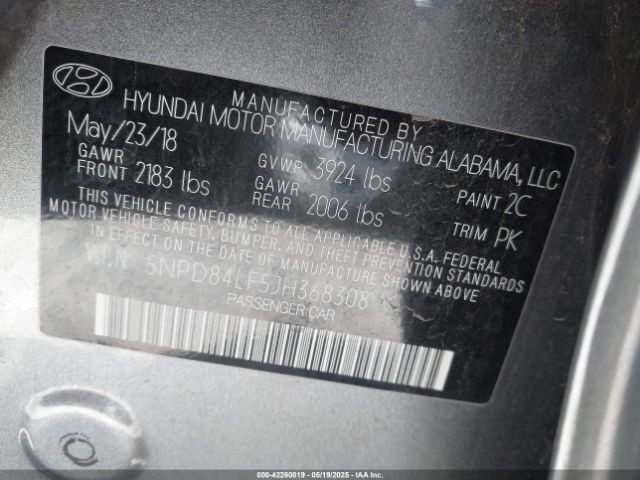 MANUFACTURED BY
HYUNDAI MOTOR MANUFACTURING ALABAMA, LLC
May/23/18 GVWR 3924 lbs PAINT 2C
GAWR FRONT 2183 lbs GAWR REAR 2006 lbs TRIM PK
THIS VEHICLE CONFORMS TO ALL APPLICABLE U.S.A. FEDERAL
MOTOR VEHICLE SAFETY, BUMPER, AND THEFT PREVENTION STANDARDS
IN EFFECT ON THE DATE OF MANUFACTURE SHOWN ABOVE
V.I.N 5NPD84LF5JH368308
PASSENGER CAR
000-42260819 - 05/19/2025 - IAAI.COM